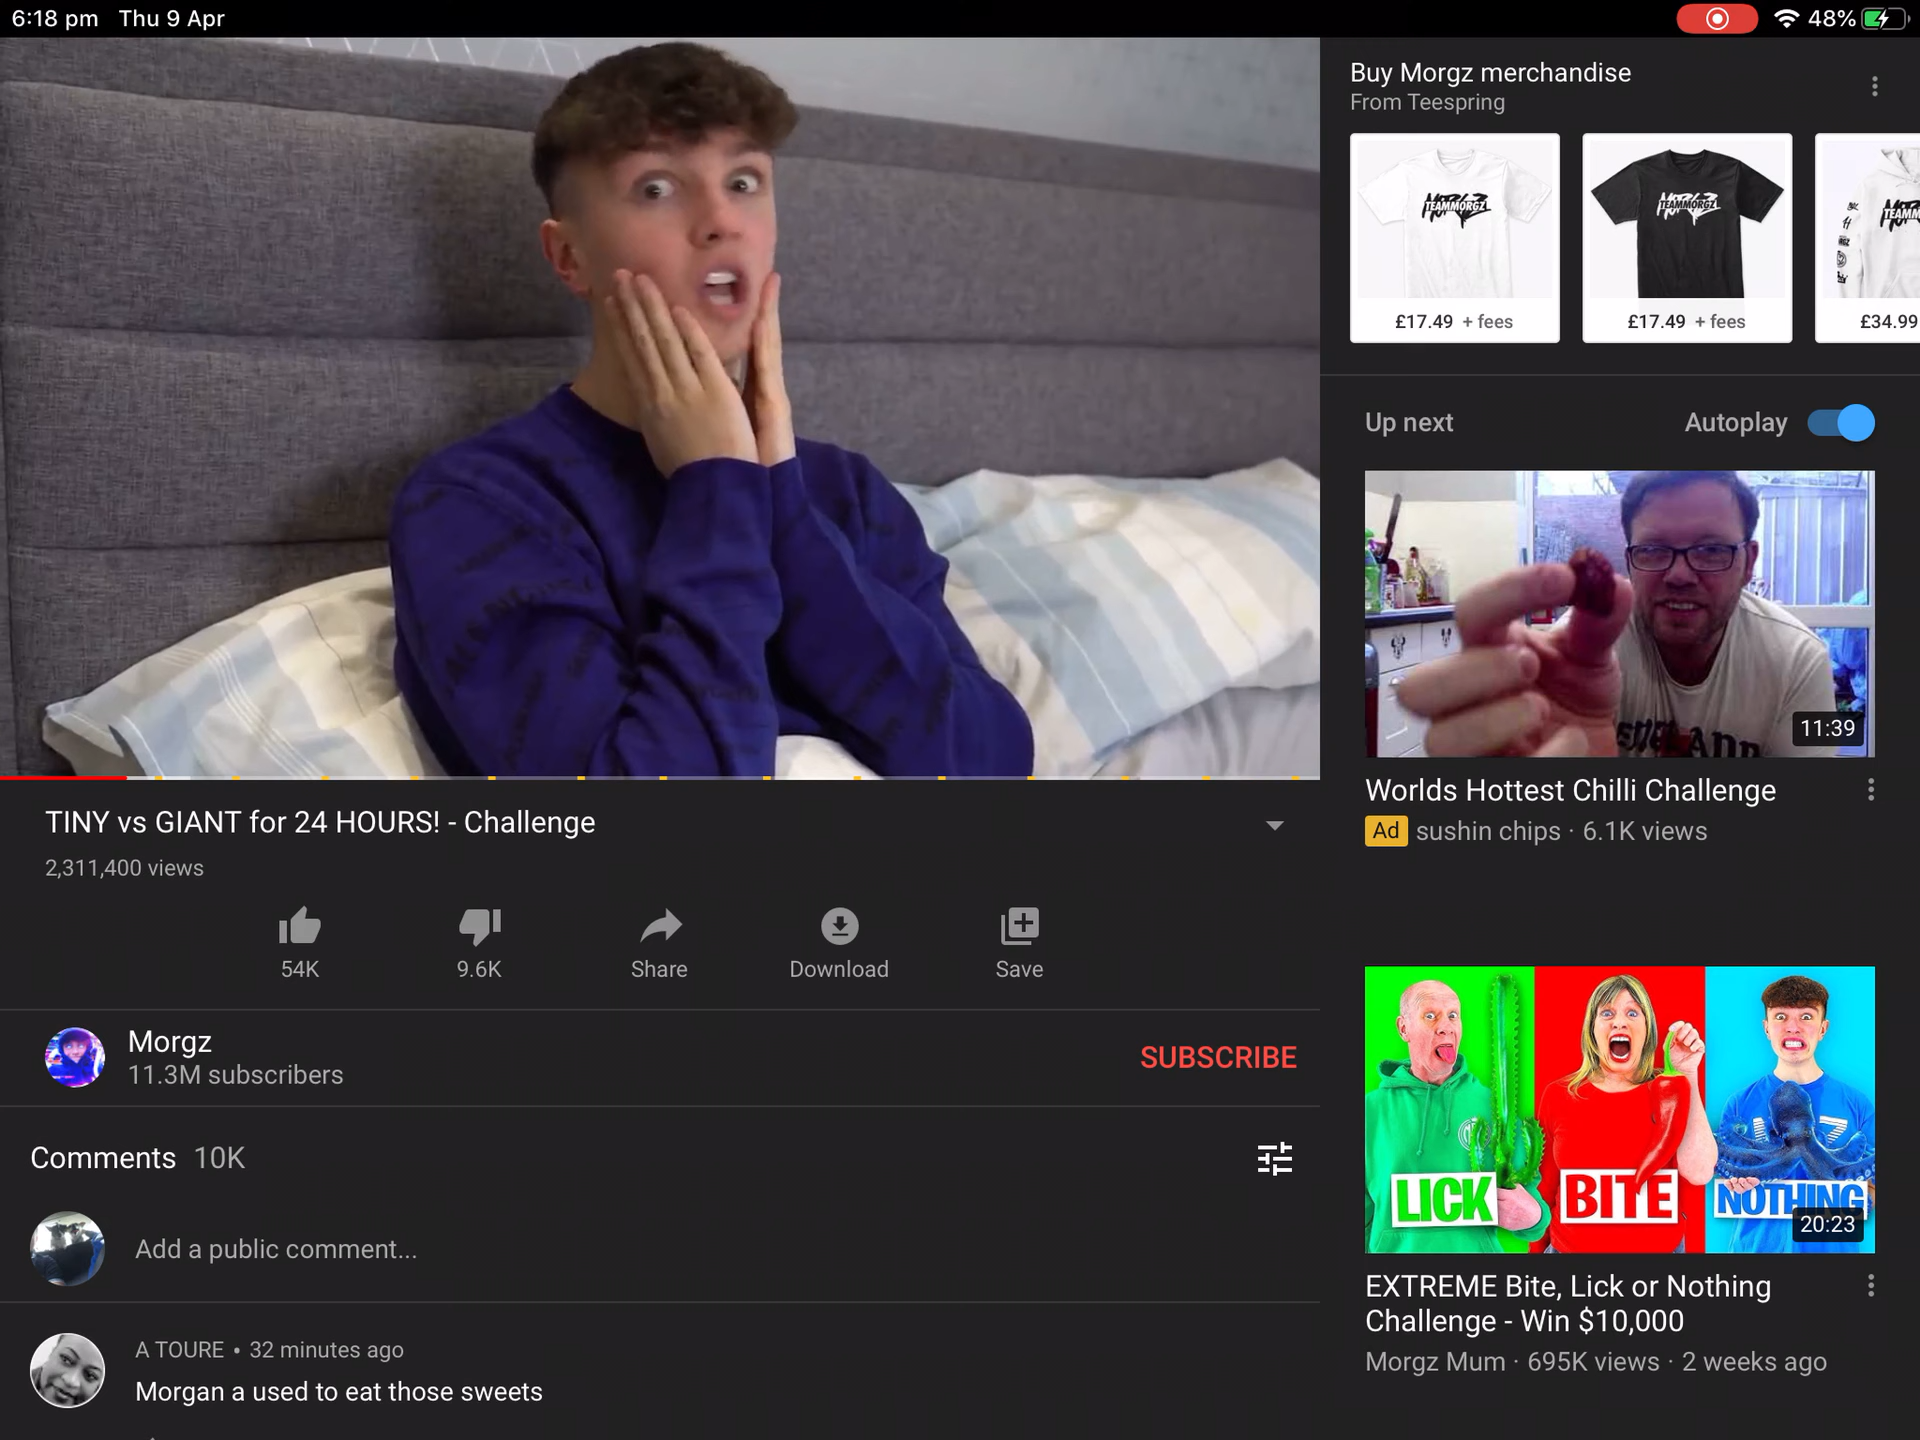 6:18 pm Thu 9 Apr
48%
TINY vs GIANT for 24 HOURS! - Challenge
2,311,400 views
54K
9.6K
Share
Download
Save
Morgz
11.3M subscribers
SUBSCRIBE
Comments 10K
Add a public comment...
A TOURE • 32 minutes ago
Morgan a used to eat those sweets
Buy Morgz merchandise
From Teespring
TEAMMORGZ
TEAMMORGZ
£17.49 + fees
£17.49 + fees
£34.99
Up next
Autoplay
11:39
Worlds Hottest Chilli Challenge
Ad sushin chips · 6.1K views
LICK
BITE
NOTHING
20:23
EXTREME Bite, Lick or Nothing
Challenge - Win $10,000
Morgz Mum · 695K views · 2 weeks ago